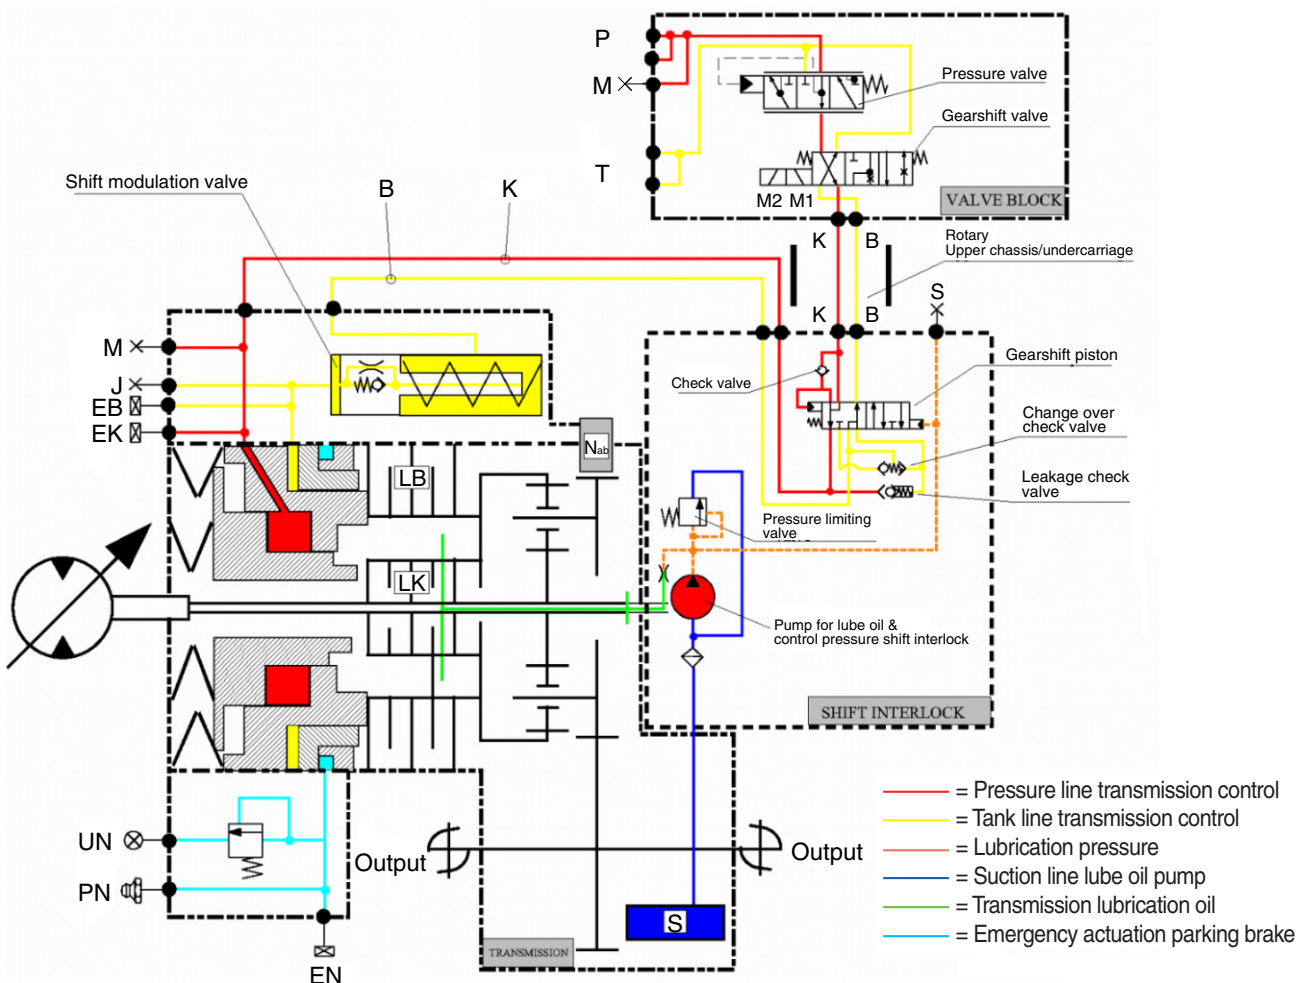 P
Pressure valve
M
Gearshift valve
T
Shift modulation valve
B
K
M2 M1
VALVE BLOCK
K
B
Rotary
Upper chassis/undercarriage
S
K
B
M
Gearshift piston
J
Check valve
EB
Change over
check valve
EK
Nab
LB
Leakage check
valve
Pressure limiting
valve
LK
Pump for lube oil &
control pressure shift interlock
SHIFT INTERLOCK
= Pressure line transmission control
= Tank line transmission control
UN
= Lubrication pressure
Output
Output
= Suction line lube oil pump
PN
= Transmission lubrication oil
S
= Emergency actuation parking brake
TRANSMISSION
EN